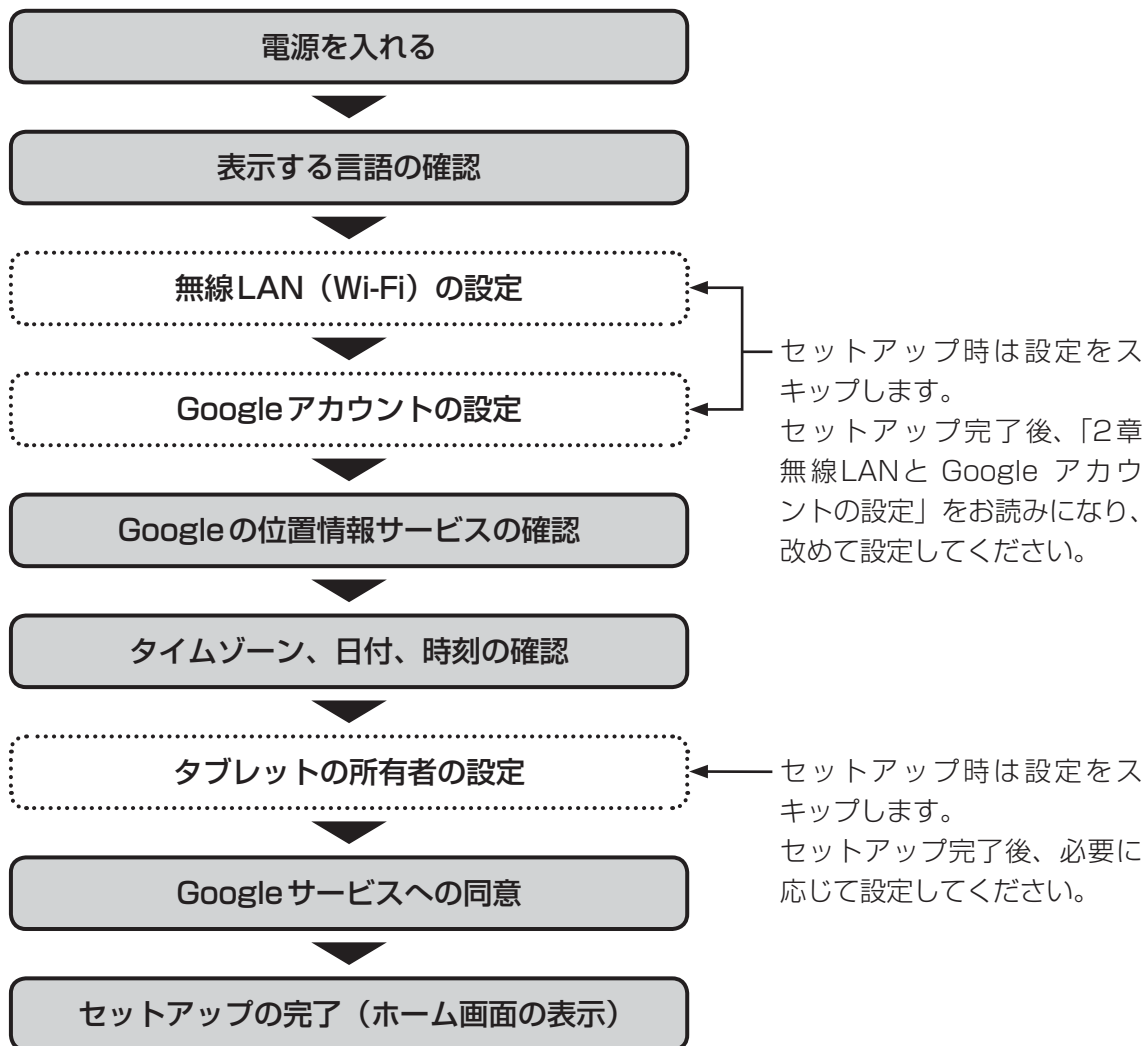 電源を入れる
表示する言語の確認
無線LAN（Wi-Fi）の設定
Googleアカウントの設定
セットアップ時は設定をス
キップします。
セットアップ完了後、「2章
無線LANと Google アカウ
ントの設定」をお読みになり、
改めて設定してください。
Googleの位置情報サービスの確認
タイムゾーン、日付、時刻の確認
タブレットの所有者の設定
セットアップ時は設定をス
キップします。
セットアップ完了後、必要に
応じて設定してください。
Googleサービスへの同意
セットアップの完了（ホーム画面の表示）